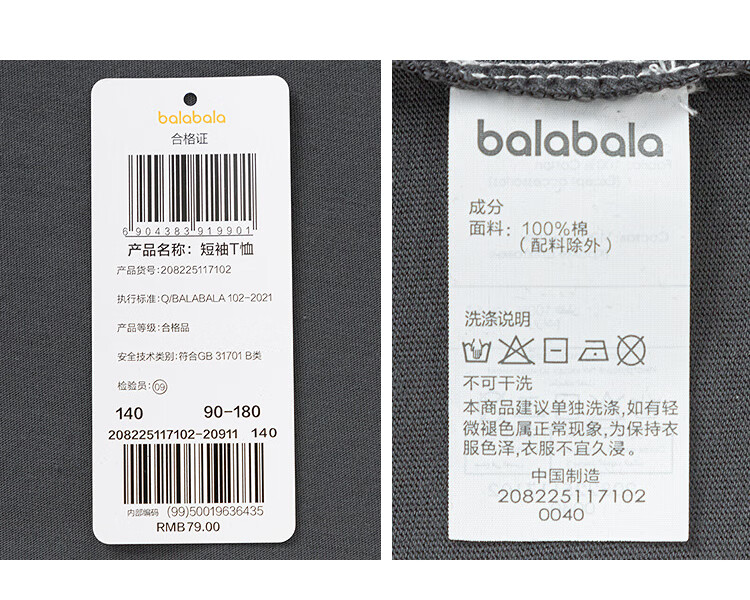 balabala
合格证
6 904383 919901
产品名称：短袖T恤
产品货号：208225117102
执行标准：Q/BALABALA 102-2021
产品等级：合格品
安全技术类别：符合GB 31701 B类
检验员：09
140 90-180
208225117102-20911 140
内部编码 (99)50019636435
RMB79.00
balabala
成分
面料：100%棉
（配料除外）
洗涤说明
不可干洗
本商品建议单独洗涤,如有轻
微褪色属正常现象,为保持衣
服色泽,衣服不宜久浸。
中国制造
208225117102
0040